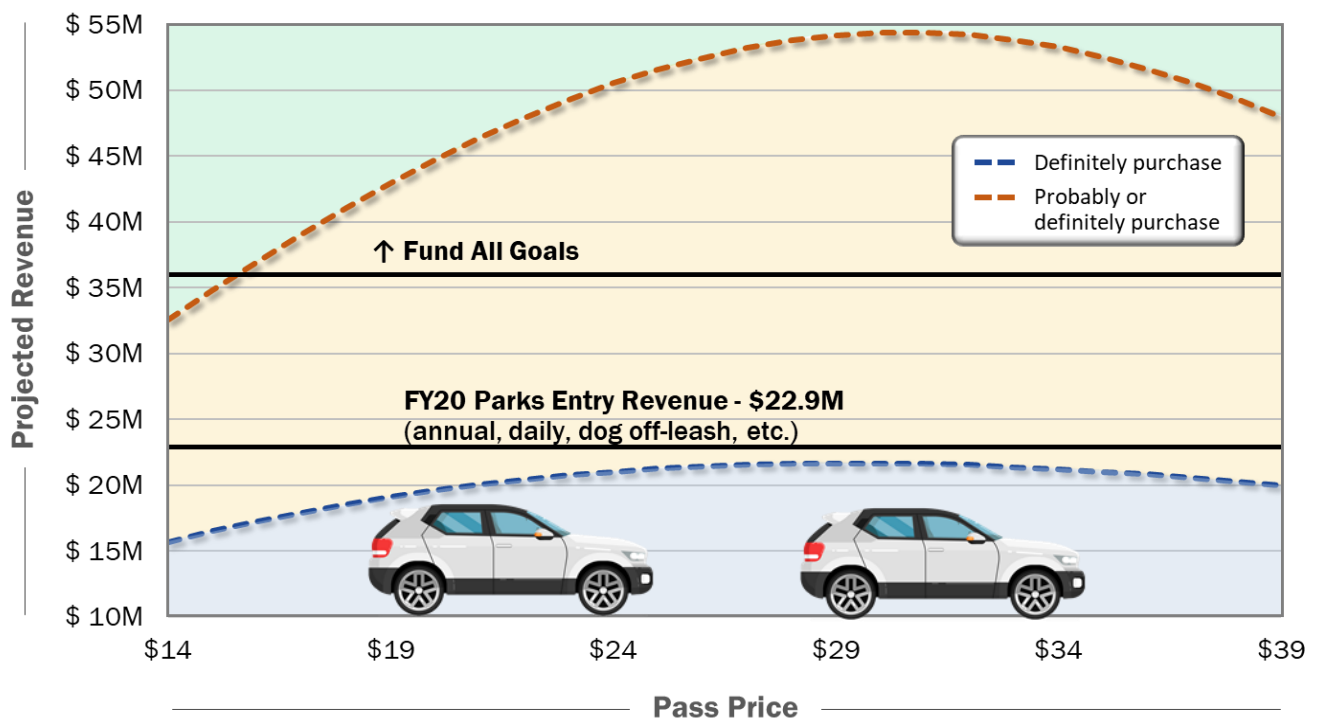 Projected Revenue
$ 55M
$ 50M
$ 45M
$ 40M
$ 35M
$ 30M
$ 25M
$ 20M
$ 15M
$ 10M
Definitely purchase
Probably or
definitely purchase
↑ Fund All Goals
FY20 Parks Entry Revenue - $22.9M
(annual, daily, dog off-leash, etc.)
$14
$19
$24
$29
$34
$39
Pass Price